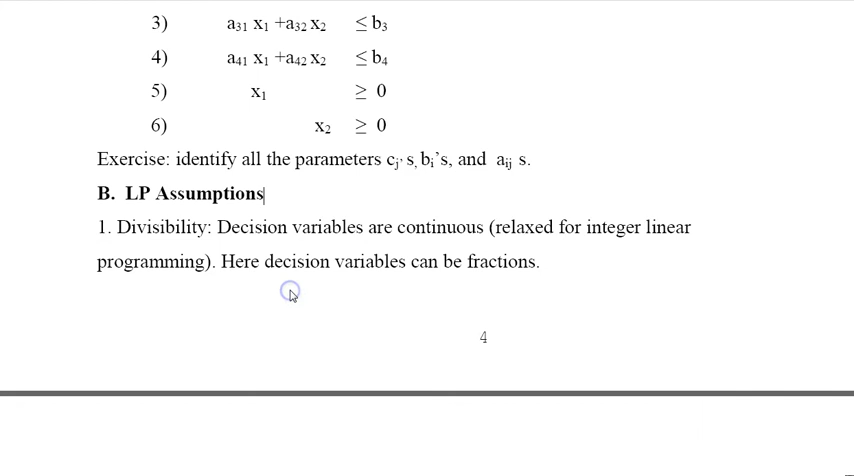 3) a31 x1 +a32 x2 ≤ b3
4) a41 x1 +a42 x2 ≤ b4
5) x1 ≥ 0
6) x2 ≥ 0
Exercise: identify all the parameters cj' s, bi's, and aij s.
B. LP Assumptions
1. Divisibility: Decision variables are continuous (relaxed for integer linear
programming). Here decision variables can be fractions.
4